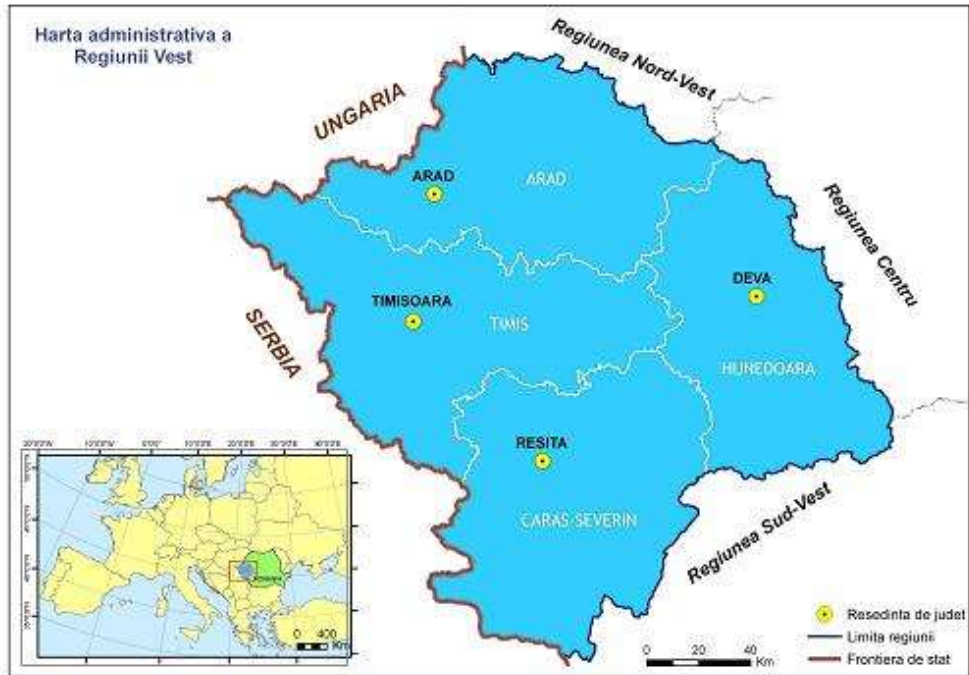 Harta administrativa a
Regiunii Vest
Regiunea Nord-Vest
UNGARIA
ARAD
ARAD
Regiunea Centru
DEVA
TIMISOARA
TIMIS
SERBIA
HUNEDOARA
RESITA
CARAS-SEVERIN
Regiunea Sud-Vest
0 400
Km
0 20 40
Km
Resedinta de judet
Limita regiunii
Frontiera de stat